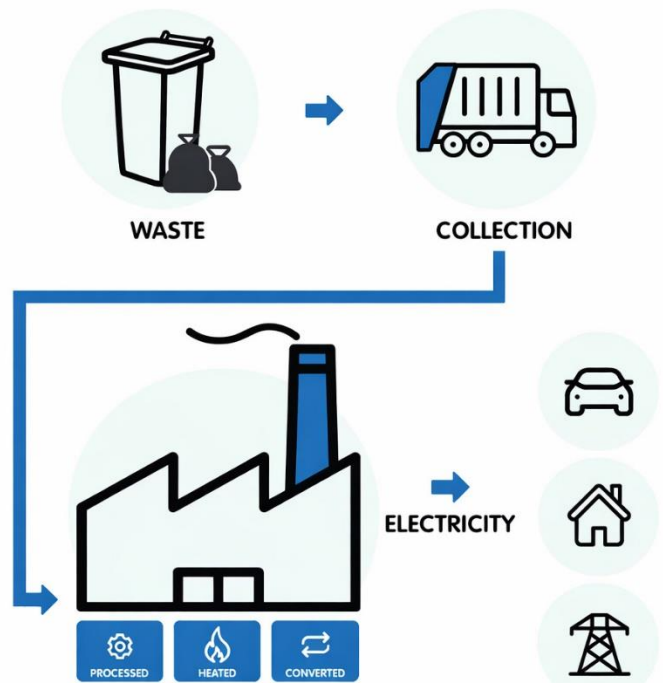 WASTE
COLLECTION
ELECTRICITY
PROCESSED
HEATED
CONVERTED